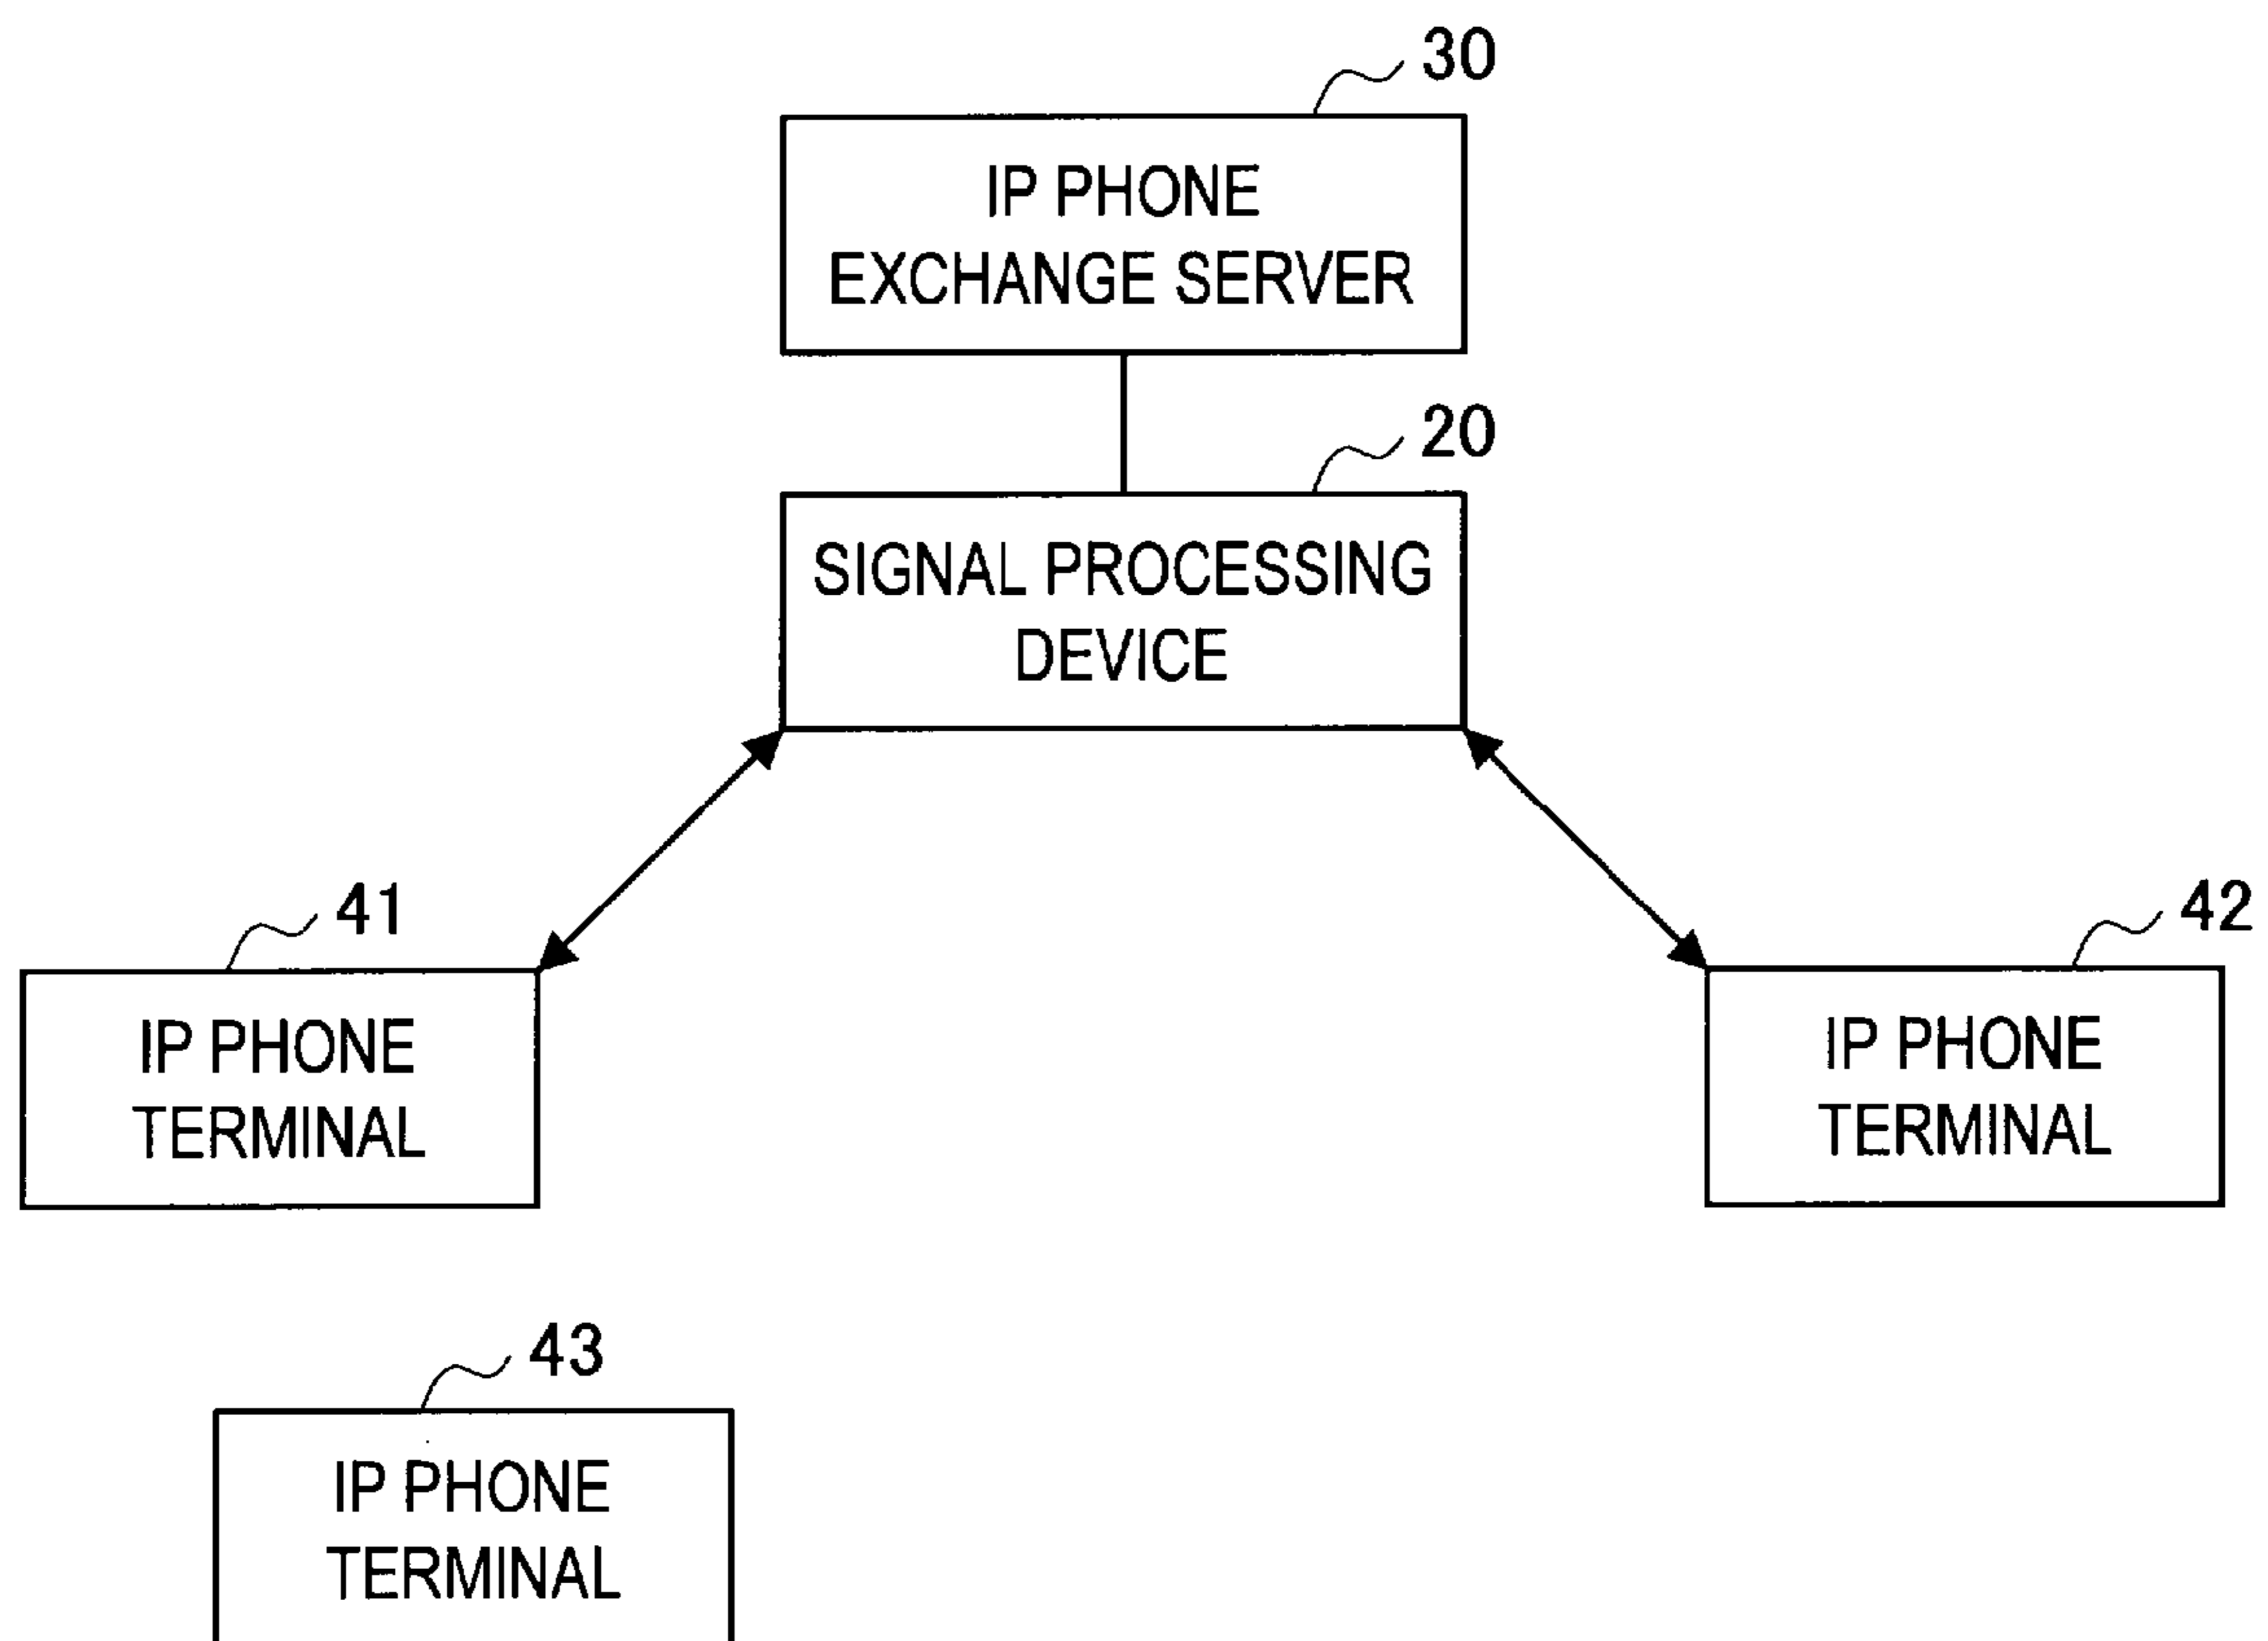 30
IP PHONE
EXCHANGE SERVER
20
SIGNAL PROCESSING
DEVICE
41
IP PHONE
TERMINAL
42
IP PHONE
TERMINAL
43
IP PHONE
TERMINAL